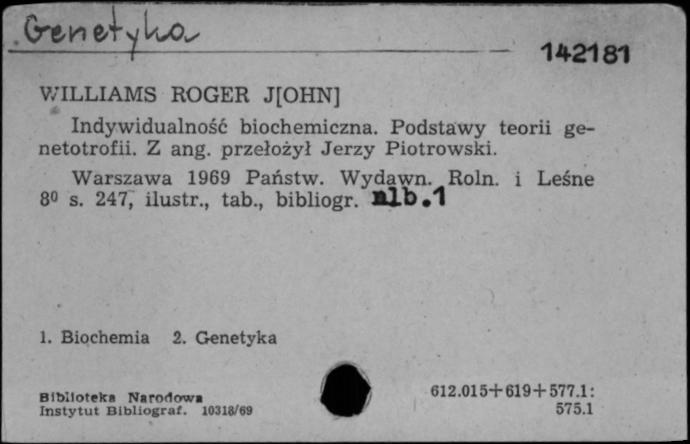 Genetyka
142181
WILLIAMS ROGER J[OHN]
Indywidualność biochemiczna. Podstawy teorii ge-
netotrofii. Z ang. przełożył Jerzy Piotrowski.
Warszawa 1969 Państw. Wydawn. Roln. i Leśne
8⁰ s. 247, ilustr., tab., bibliogr. nlb.1
1. Biochemia 2. Genetyka
Biblioteka Narodowa
Instytut Bibliograf. 10318/69
612.015+619+577.1:
575.1